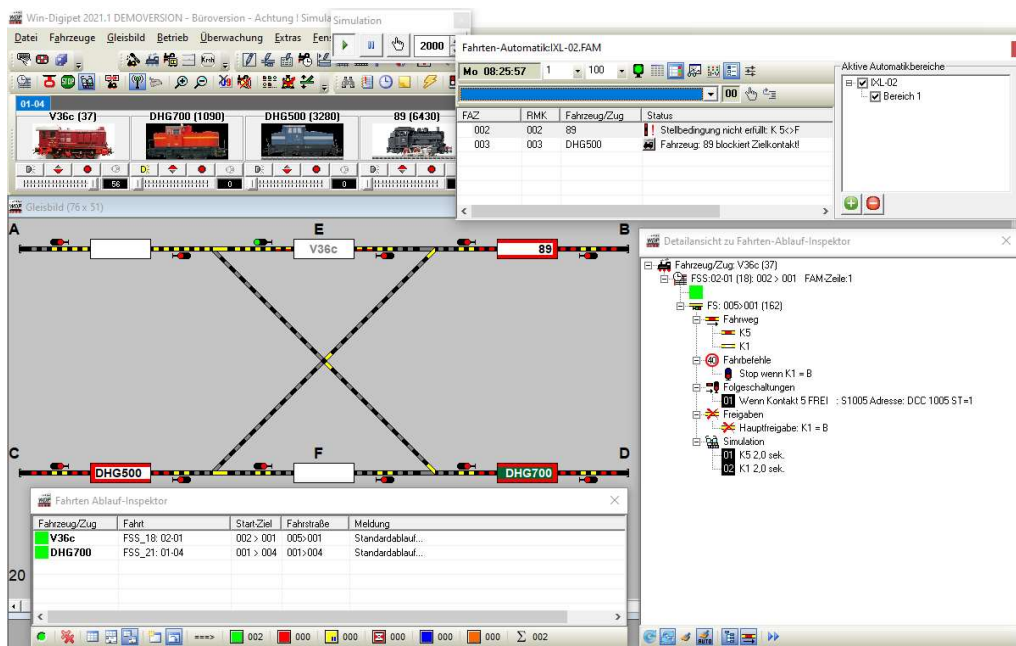 Win-Digipet 2021.1 DEMOVERSION - Büroversion - Achtung ! Simula
Simulation
Datei Fahrzeuge Gleisbild Betrieb Überwachung Extras Fens
2000
Krnh
01-04
V36c (37) DHG700 (1090) DHG500 (3280) 89 (6430)
56 0 0
Fahrten-Automatik:IXL-02.FAM
Mo 08:25:57 1 100
00
FAZ RMK Fahrzeug/Zug Status
002 002 89 Stellbedingung nicht erfüllt: K 5<>F
003 003 DHG500 Fahrzeug: 89 blockiert Zielkontakt!
Aktive Automatikbereiche
IXL-02
Bereich 1
Gleisbild (76 x 51)
A E B
V36c 89
C F D
DHG500 DHG700
20
Detailansicht zu Fahrten-Ablauf-Inspektor
Fahrzeug/Zug: V36c (37)
FSS:02-01 (18): 002 > 001 FAM-Zeile:1
FS: 005>001 (162)
Fahrweg
K5
K1
40 Fahrbefehle
Stop wenn K1 = B
Folgeschaltungen
01 Wenn Kontakt 5 FREI : S1005 Adresse: DCC 1005 ST=1
Freigaben
Hauptfreigabe: K1 = B
Simulation
01 K5 2,0 sek.
02 K1 2,0 sek.
AUTO
Fahrten Ablauf-Inspektor
Fahrzeug/Zug Fahrt Start-Ziel Fahrstraße Meldung
V36c FSS_18: 02-01 002 > 001 005>001 Standardablauf...
DHG700 FSS_21: 01-04 001 > 004 001>004 Standardablauf...
===> 002 000 000 000 000 000 Σ 002